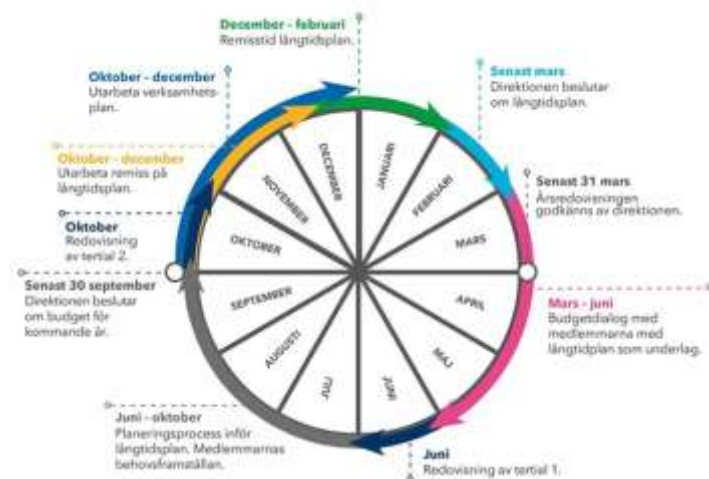 December - februari
Remisstid långtidsplan.
Oktober - december
Utarbeta verksamhets-
plan.
Senast mars
Direktionen beslutar
om långtidsplan.
Oktober - december
Utarbeta remiss på
långtidsplan.
Senast 31 mars
Årsredovisningen
godkänns av direktionen.
Oktober
Redovisning
av tertial 2.
Senast 30 september
Direktionen beslutar
om budget för
kommande år.
Mars - juni
Budgetdialog med
medlemmarna med
långtidplan som underlag.
Juni - oktober
Planeringsprocess inför
långtidsplan. Medlemmarnas
behovsframställan.
Juni
Redovisning av tertial 1.
JANUARI
FEBRUARI
MARS
APRIL
MAJ
JUNI
JULI
AUGUSTI
SEPTEMBER
OKTOBER
NOVEMBER
DECEMBER